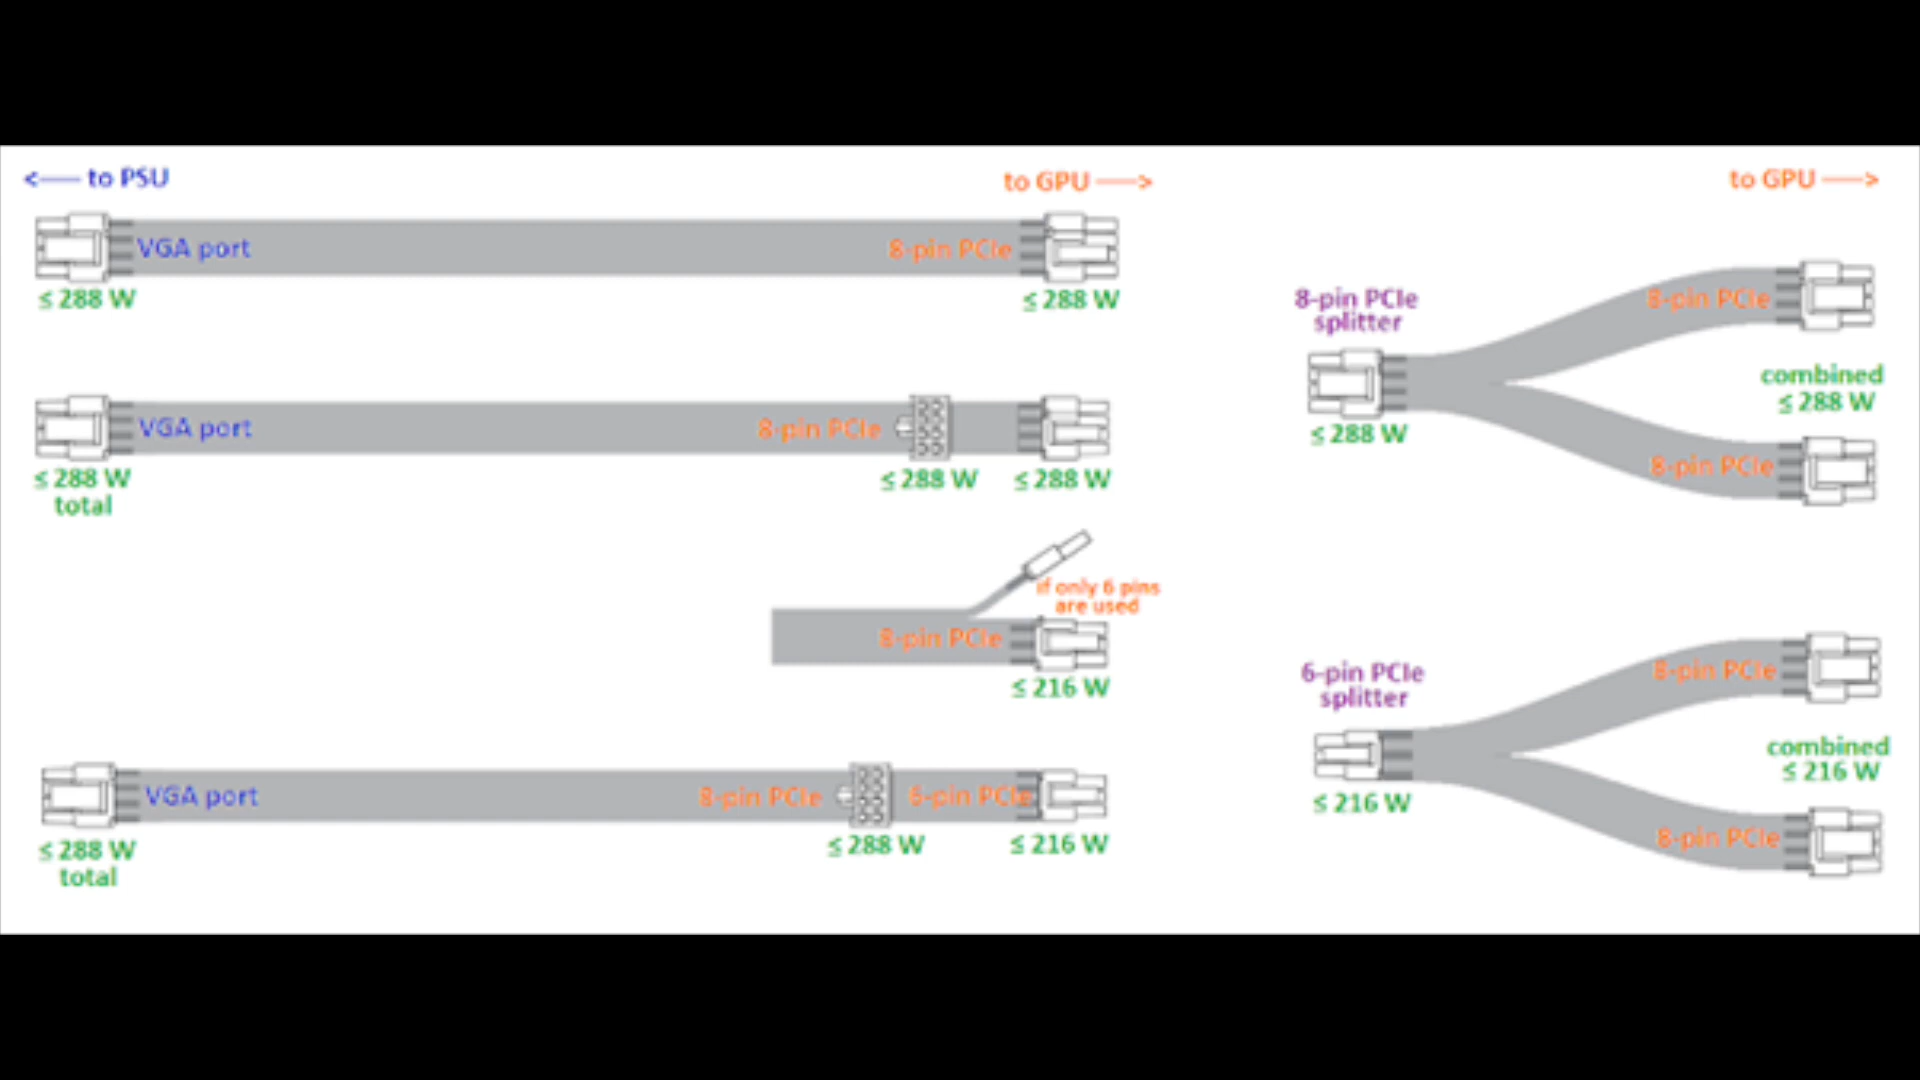 <—— to PSU
to GPU ——>
VGA port
8-pin PCIe
≤ 288 W
≤ 288 W
VGA port
8-pin PCIe
≤ 288 W
total
≤ 288 W
≤ 288 W
if only 6 pins
are used
8-pin PCIe
≤ 216 W
VGA port
8-pin PCIe
6-pin PCIe
≤ 288 W
total
≤ 288 W
≤ 216 W
to GPU ——>
8-pin PCIe
splitter
≤ 288 W
8-pin PCIe
combined
≤ 288 W
8-pin PCIe
6-pin PCIe
splitter
≤ 216 W
8-pin PCIe
combined
≤ 216 W
8-pin PCIe